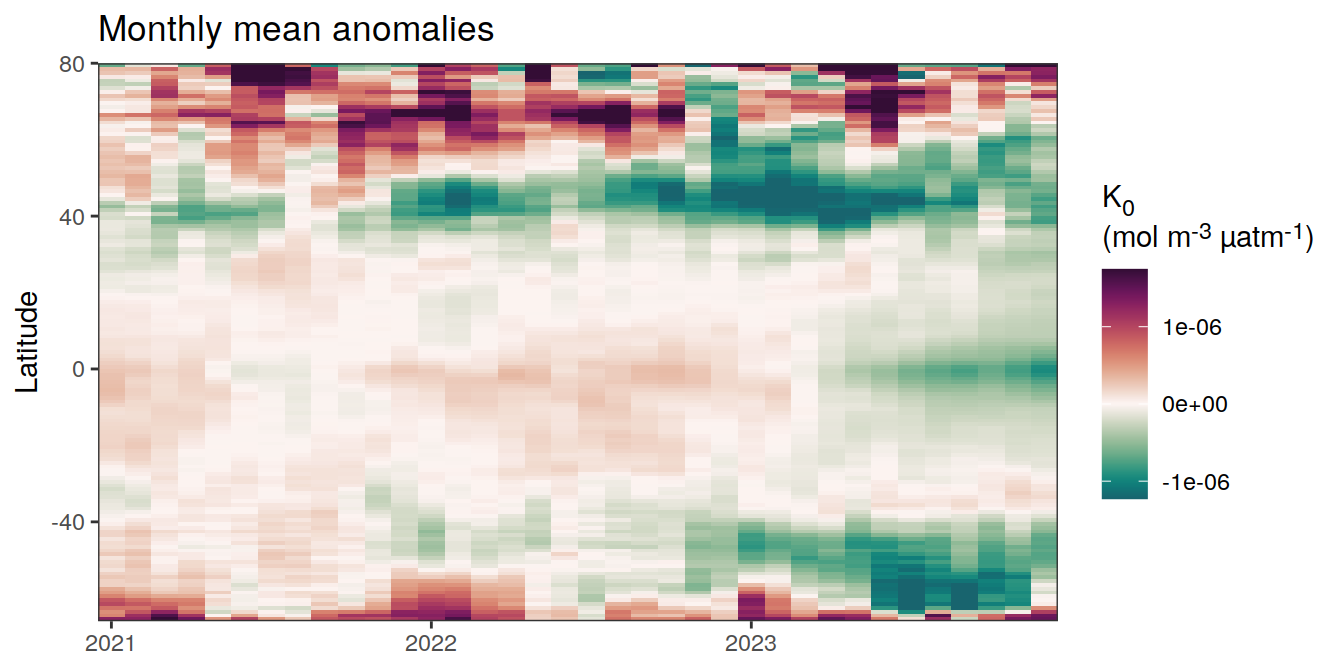 Monthly mean anomalies
80
40
0
-40
Latitude
2021
2022
2023
K0
(mol m-3 µatm-1)
1e-06
0e+00
-1e-06